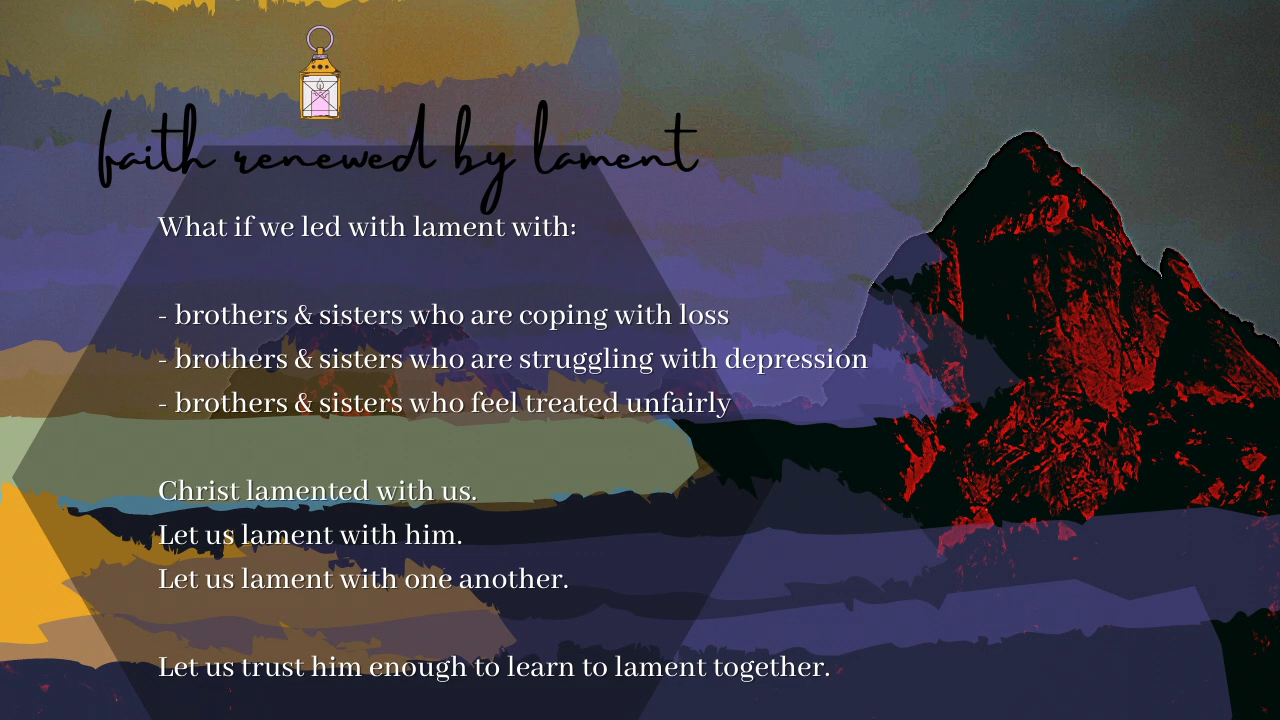 faith renewed by lament
What if we led with lament with:
- brothers & sisters who are coping with loss
- brothers & sisters who are struggling with depression
- brothers & sisters who feel treated unfairly
Christ lamented with us.
Let us lament with him.
Let us lament with one another.
Let us trust him enough to learn to lament together.